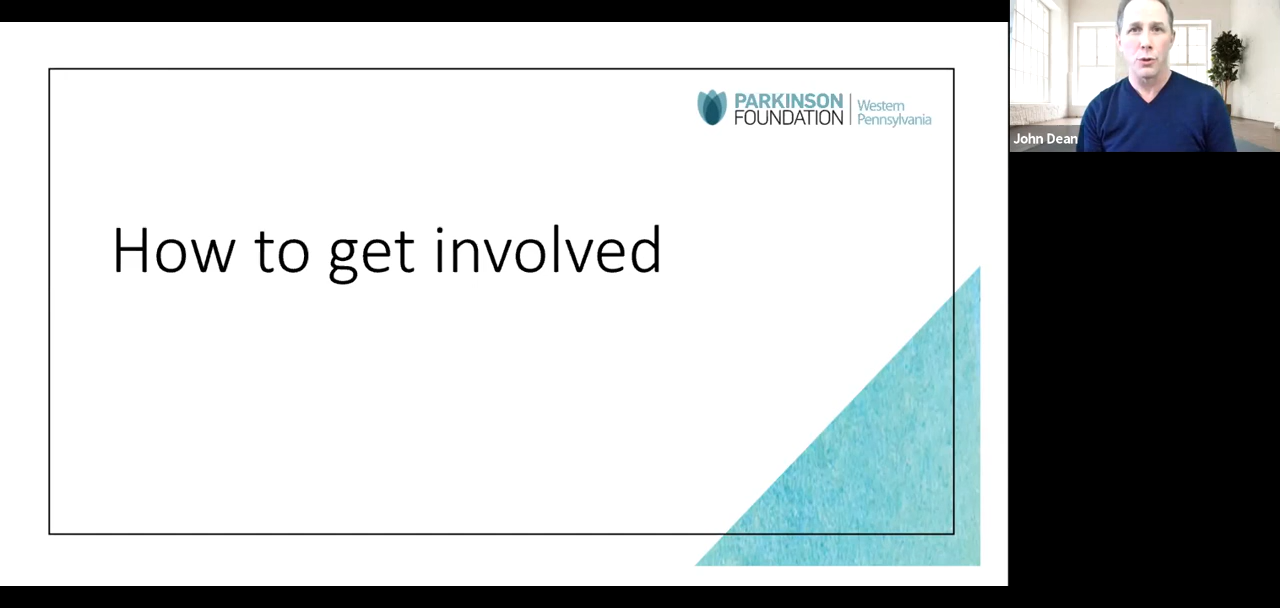 PARKINSON
FOUNDATION
Western
Pennsylvania
How to get involved
John Dean